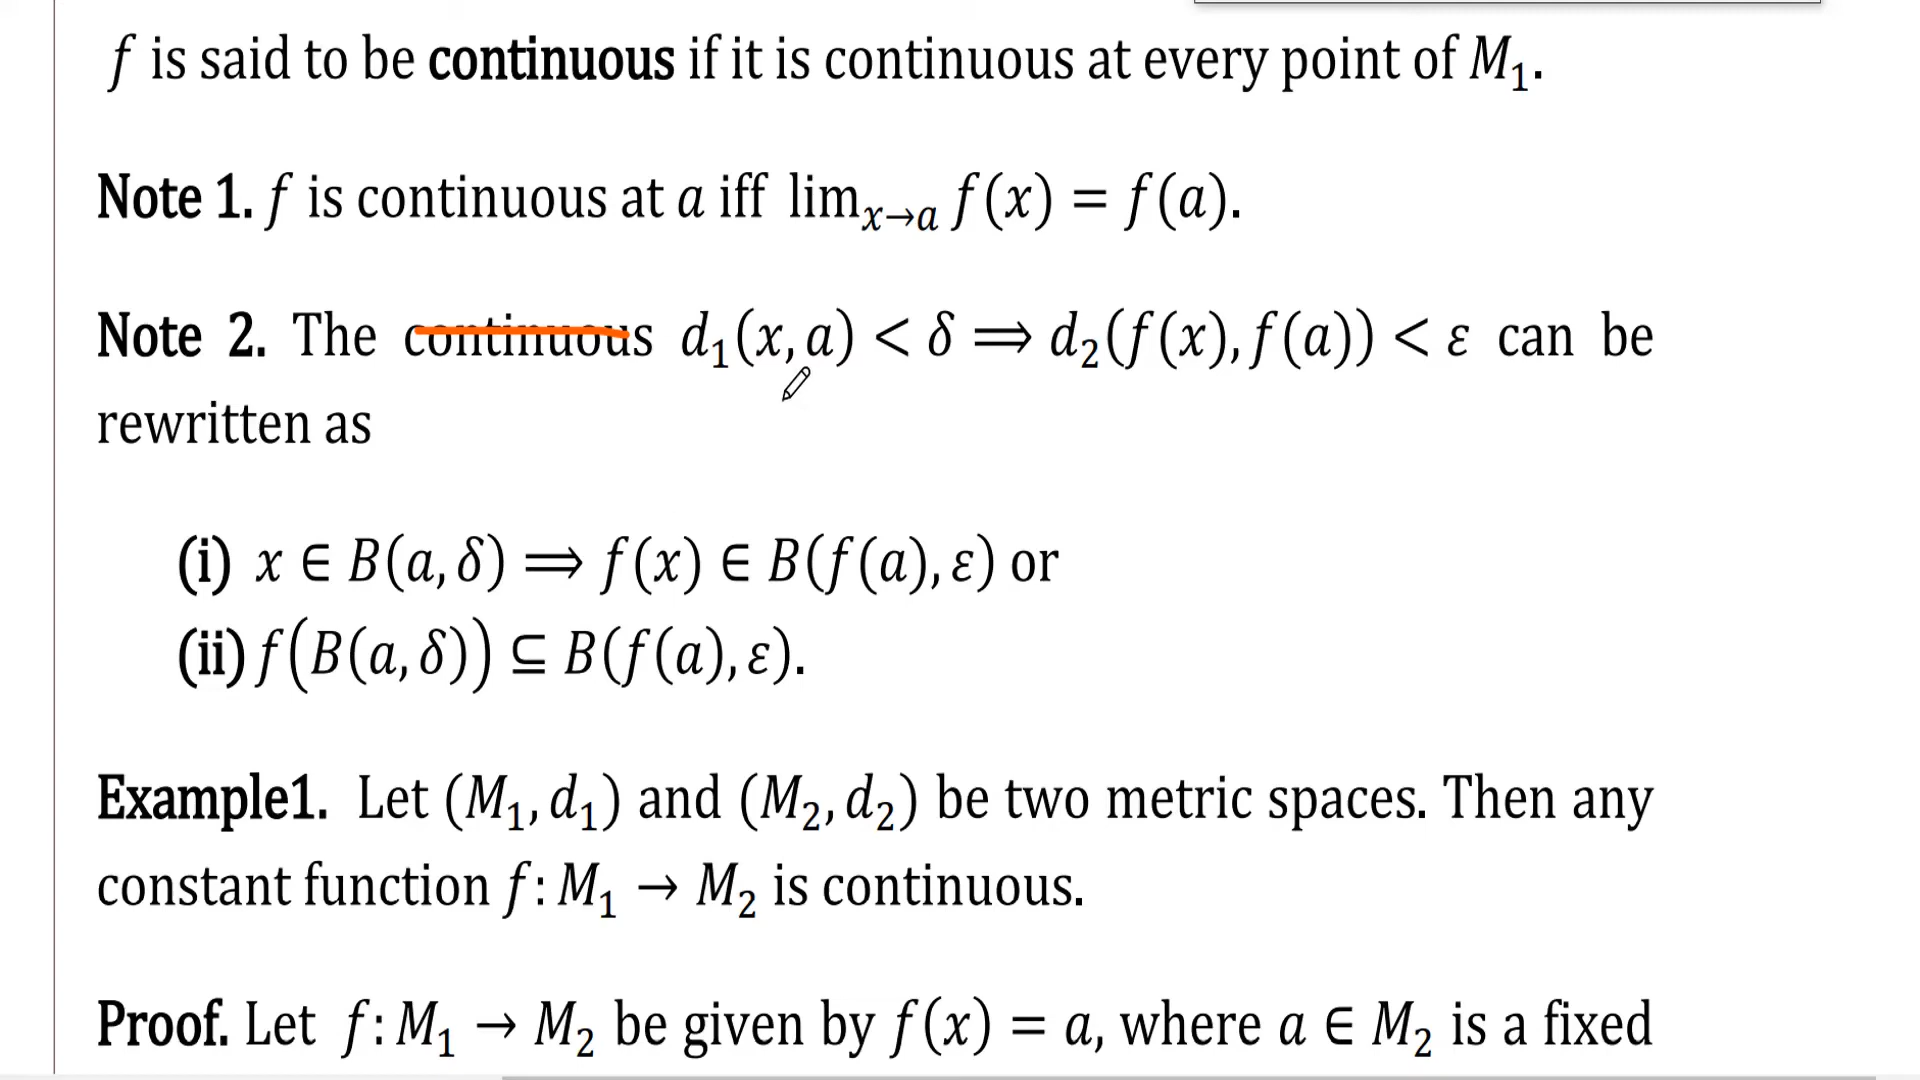 f is said to be continuous if it is continuous at every point of M₁.
Note 1. f is continuous at a iff limₓ→ₐ f(x) = f(a).
Note 2. The continuous d₁(x, a) < δ ⟹ d₂(f(x), f(a)) < ε can be
rewritten as
(i) x ∈ B(a, δ) ⟹ f(x) ∈ B(f(a), ε) or
(ii) f(B(a, δ)) ⊆ B(f(a), ε).
Example1. Let (M₁, d₁) and (M₂, d₂) be two metric spaces. Then any
constant function f: M₁ → M₂ is continuous.
Proof. Let f: M₁ → M₂ be given by f(x) = a, where a ∈ M₂ is a fixed